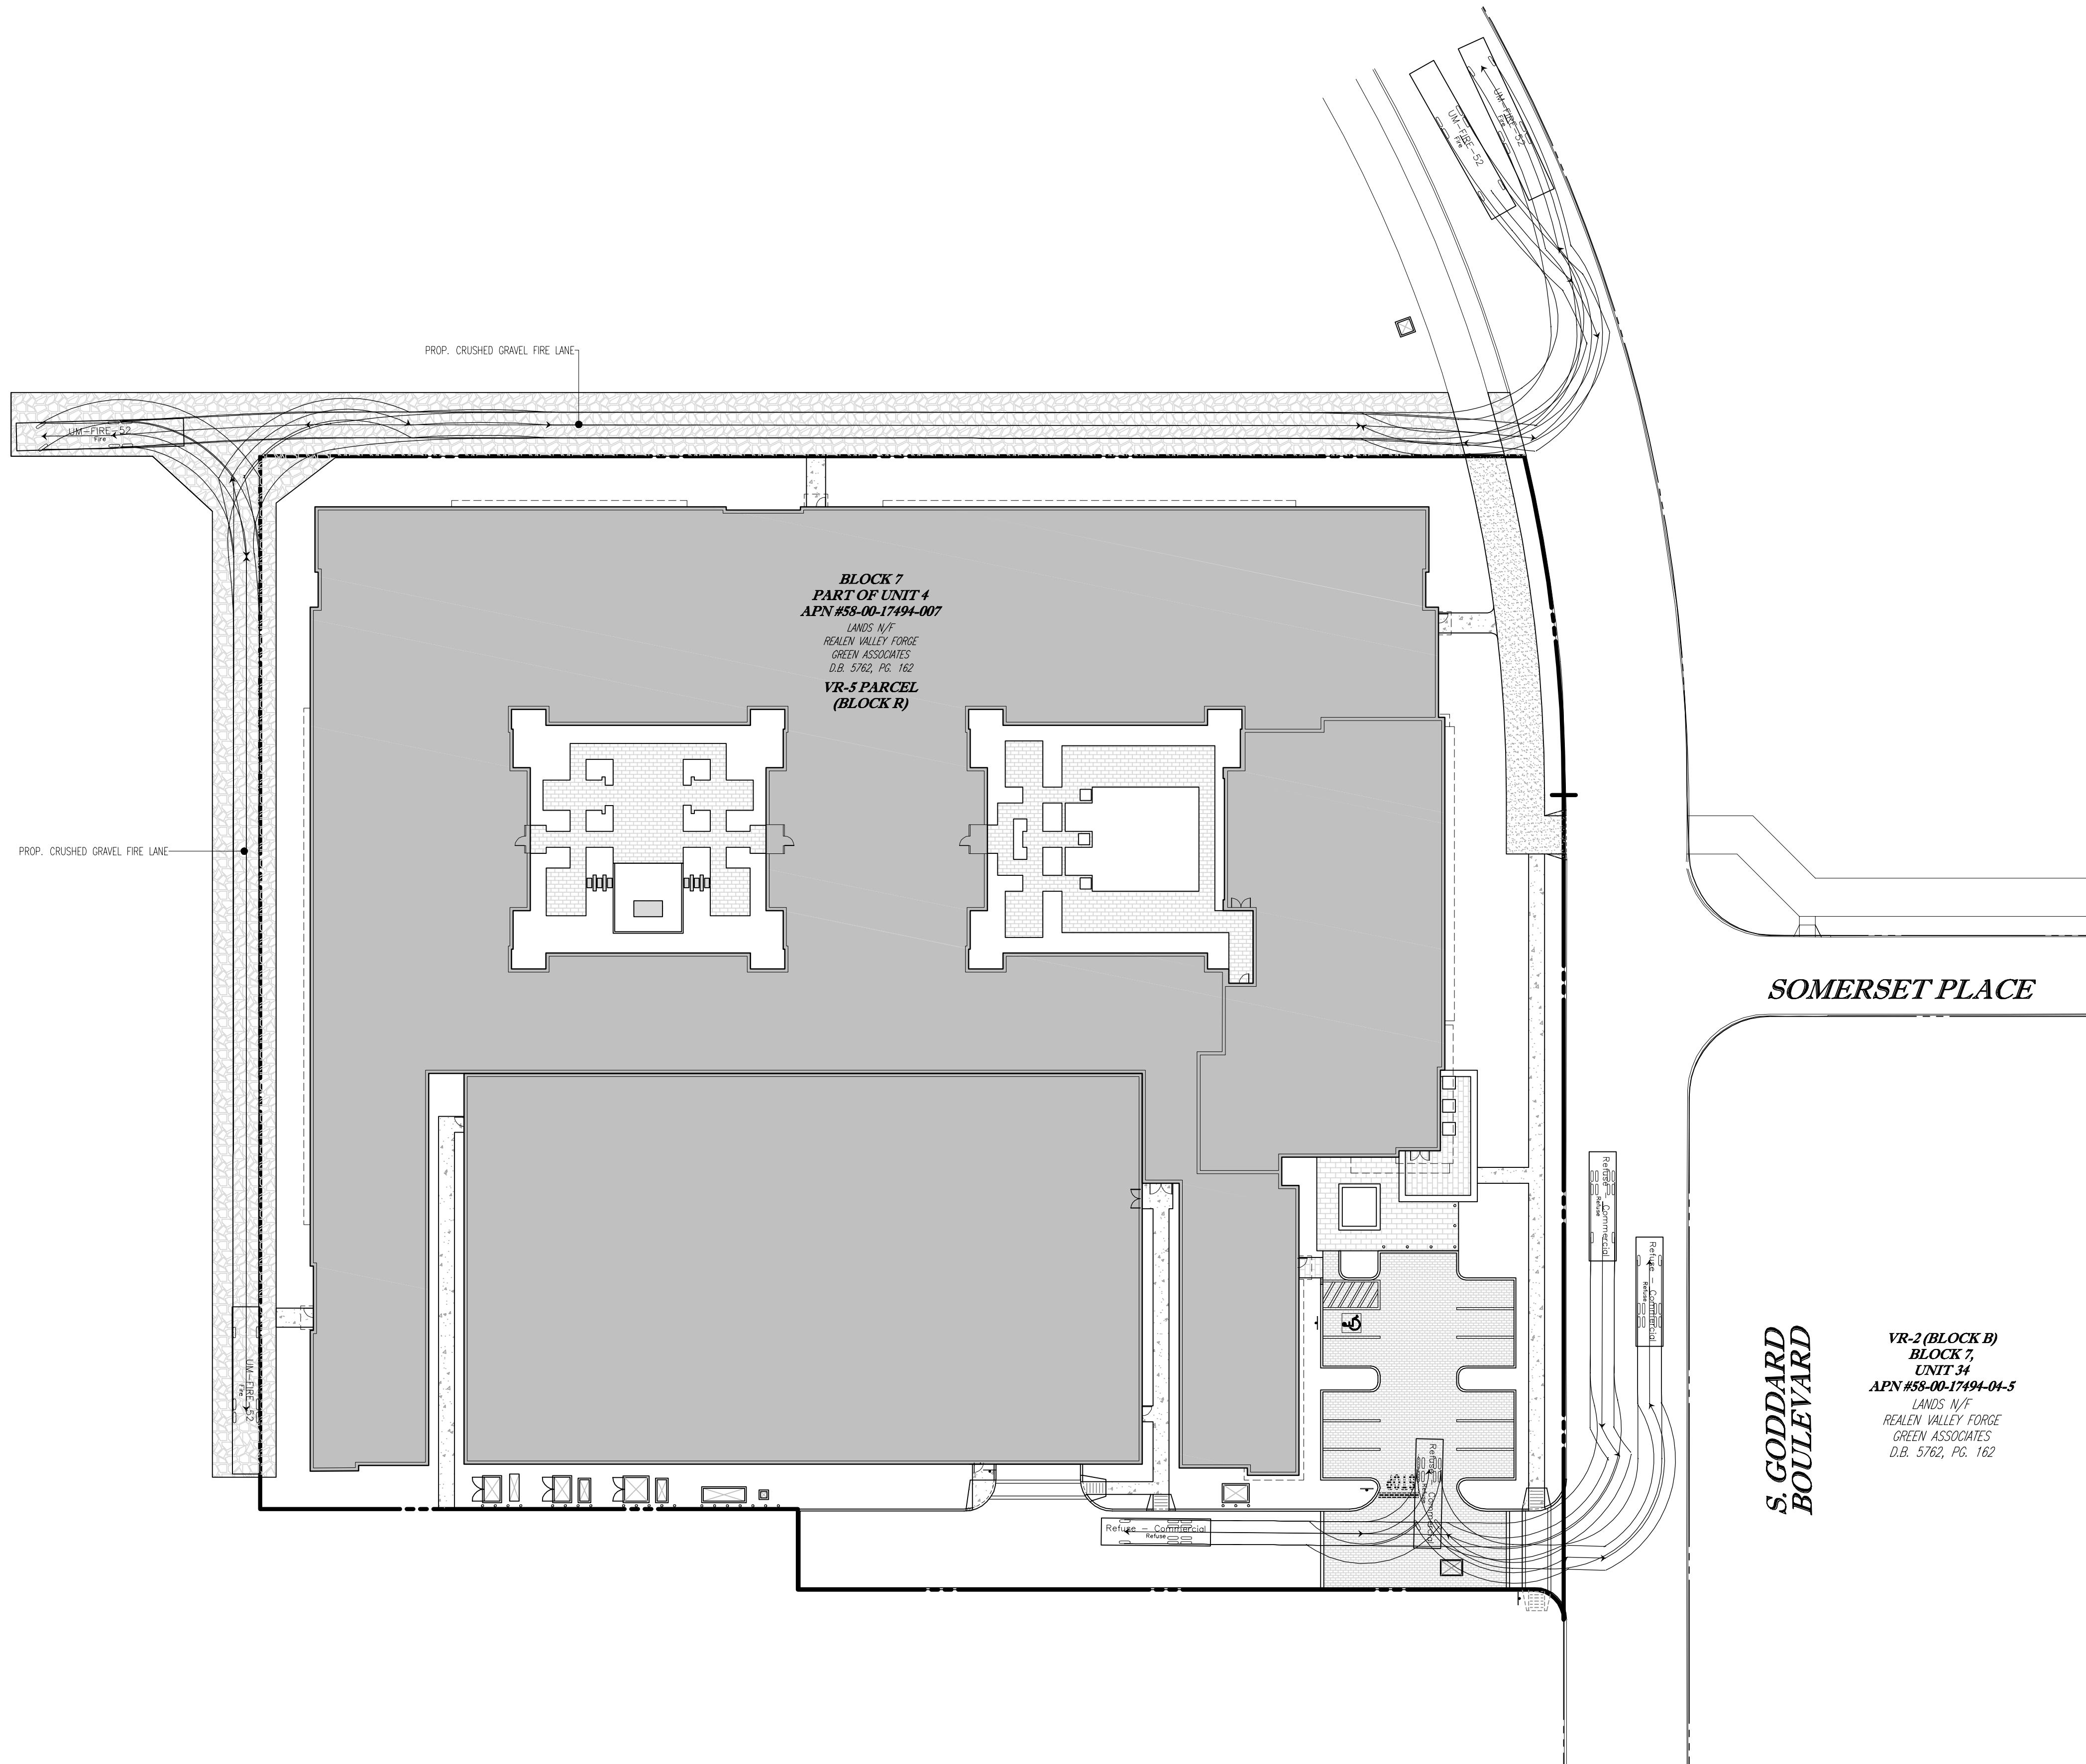 UM-FIRE-52
Fire
UM-FIRE-52
Fire
PROP. CRUSHED GRAVEL FIRE LANE
UM-FIRE-52
Fire
BLOCK 7
PART OF UNIT 4
APN #58-00-17494-007
LANDS N/F
REALEN VALLEY FORGE
GREEN ASSOCIATES
D.B. 5762, PG. 162
VR-5 PARCEL
(BLOCK R)
PROP. CRUSHED GRAVEL FIRE LANE
SOMERSET PLACE
Refuse - Commercial
Refuse
Refuse - Commercial
Refuse
UM-FIRE-52
Fire
S. GODDARD
BOULEVARD
VR-2 (BLOCK B)
BLOCK 7,
UNIT 34
APN #58-00-17494-04-5
LANDS N/F
REALEN VALLEY FORGE
GREEN ASSOCIATES
D.B. 5762, PG. 162
STOP
Refuse - Commercial
Refuse
Refuse - Commercial
Refuse